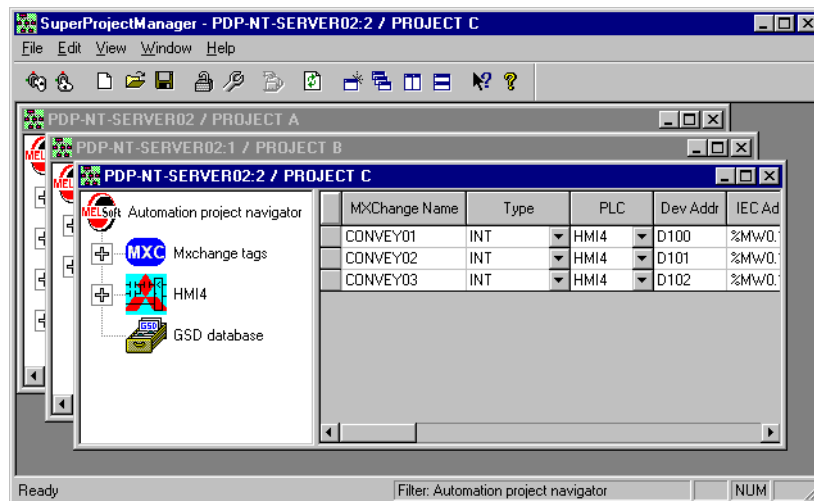 SuperProjectManager - PDP-NT-SERVER02:2 / PROJECT C
File Edit View Window Help
PDP-NT-SERVER02 / PROJECT A
PDP-NT-SERVER02:1 / PROJECT B
PDP-NT-SERVER02:2 / PROJECT C
MELSoft Automation project navigator
MXC Mxchange tags
HMI4
GSD GSD database
MXChange Name Type PLC Dev Addr IEC Ad
CONVEY01 INT HMI4 D100 %MW0.
CONVEY02 INT HMI4 D101 %MW0.
CONVEY03 INT HMI4 D102 %MW0.
Ready Filter: Automation project navigator NUM